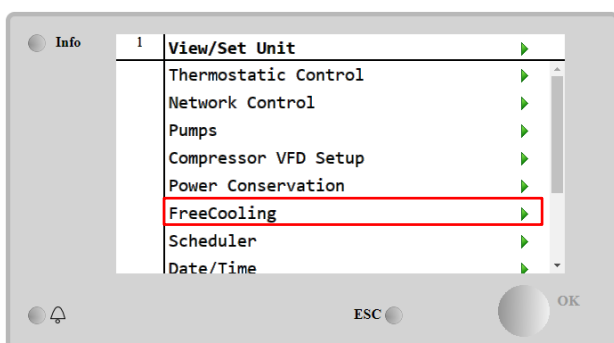 Info
1 View/Set Unit
Thermostatic Control
Network Control
Pumps
Compressor VFD Setup
Power Conservation
FreeCooling
Scheduler
Date/Time
ESC
OK